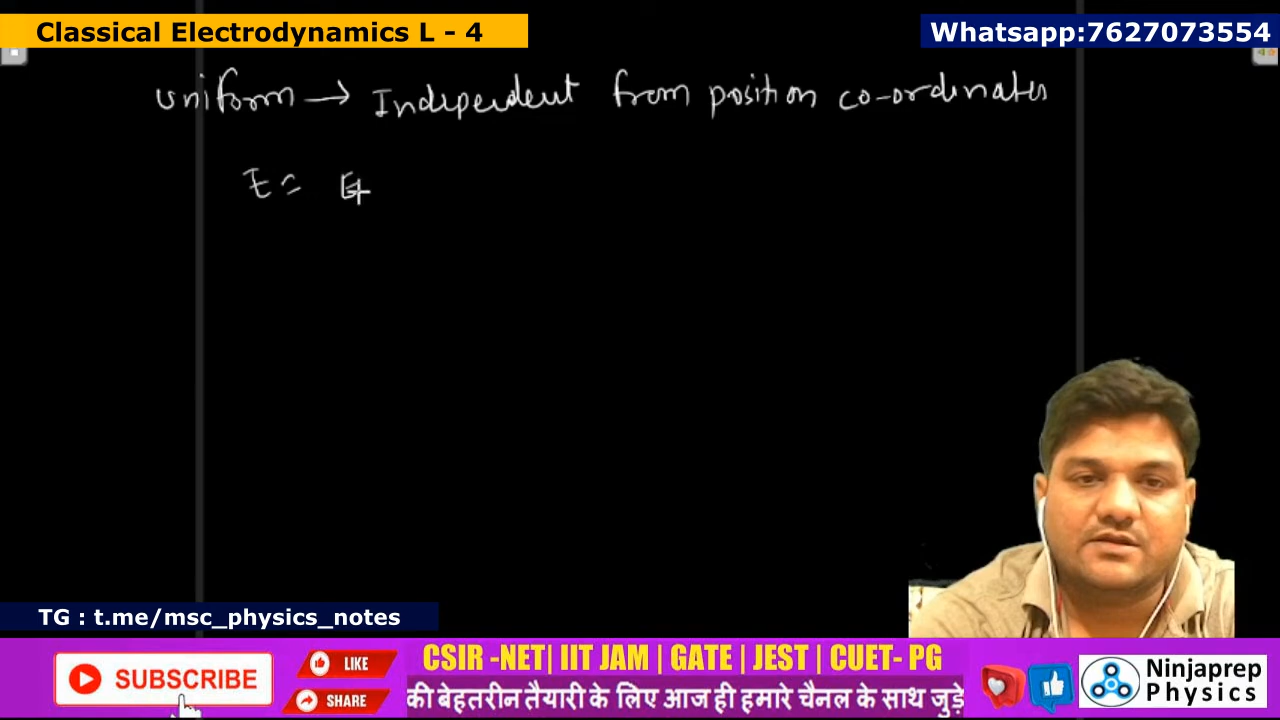 Classical Electrodynamics L - 4
Whatsapp:7627073554
uniform → Independent from position co-ordinates
E =
TG : t.me/msc_physics_notes
SUBSCRIBE
LIKE
SHARE
CSIR -NET| IIT JAM | GATE | JEST | CUET- PG
की बेहतरीन तैयारी के लिए आज ही हमारे चैनल के साथ जुड़े
Ninjaprep
Physics